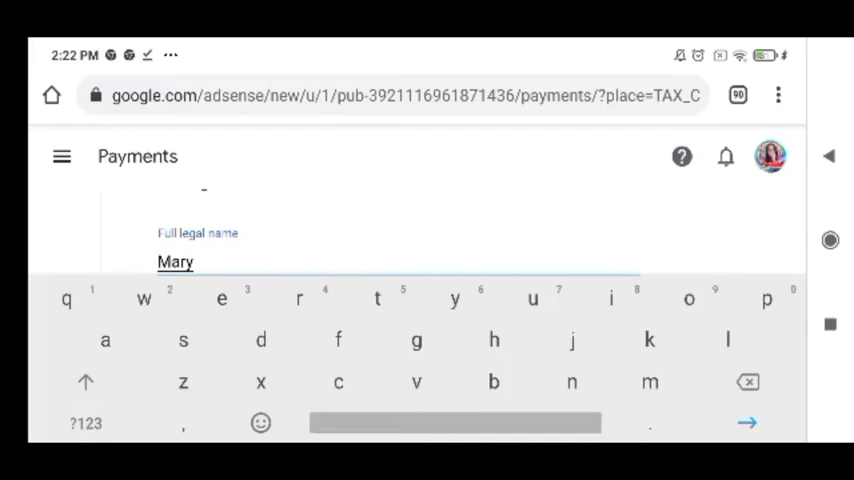 2:22 PM
google.com/adsense/new/u/1/pub-3921116961871436/payments/?place=TAX_C
90
Payments
Full legal name
Mary
q 1 w 2 e 3 r 4 t 5 y 6 u 7 i 8 o 9 p 0
a s d f g h j k l
z x c v b n m
?123 , .